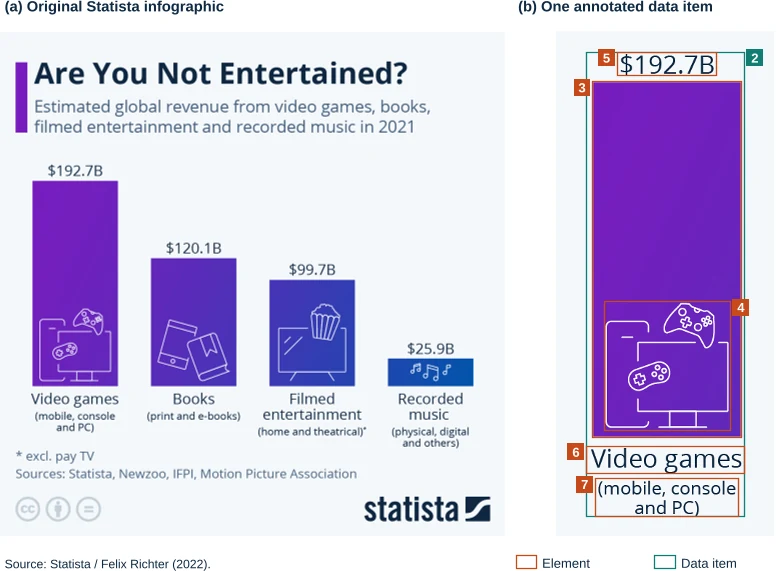 (a) Original Statista infographic
Are You Not Entertained?
Estimated global revenue from video games, books,
filmed entertainment and recorded music in 2021
$192.7B
$120.1B
$99.7B
$25.9B
Video games
(mobile, console
and PC)
Books
(print and e-books)
Filmed
entertainment
(home and theatrical)*
Recorded
music
(physical, digital
and others)
* excl. pay TV
Sources: Statista, Newzoo, IFPI, Motion Picture Association
cc
statista
Source: Statista / Felix Richter (2022).
(b) One annotated data item
5
$192.7B
2
3
4
6
Video games
7
(mobile, console
and PC)
Element
Data item